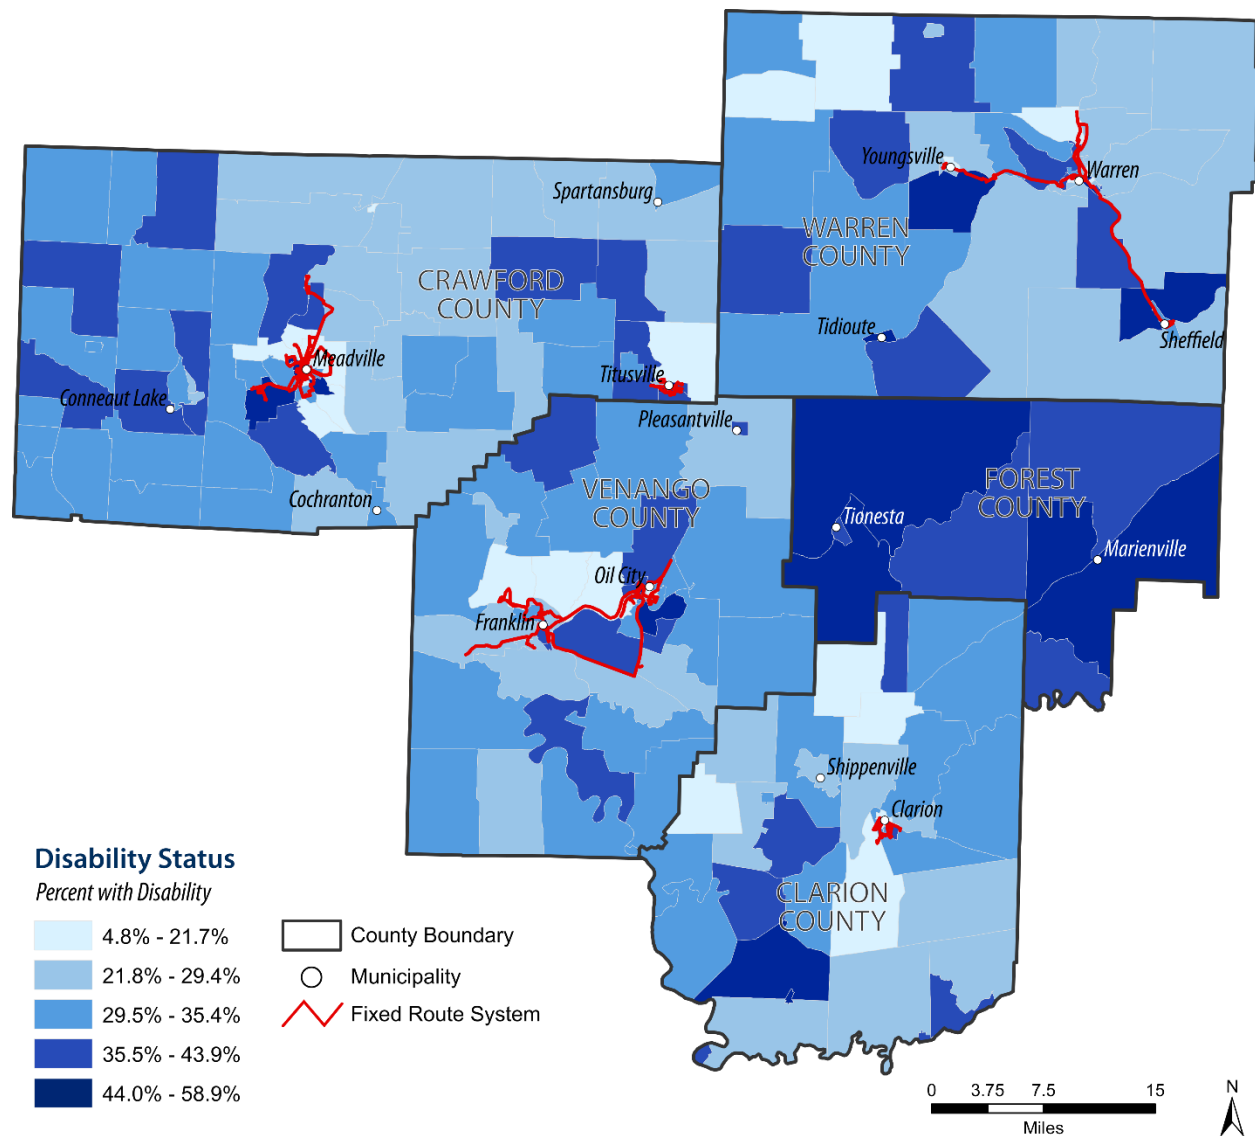 Spartansburg
Youngsville
Warren
WARREN
COUNTY
CRAWFORD
COUNTY
Tidioute
Sheffield
Meadville
Titusville
Conneaut Lake
Pleasantville
Cochranton
VENANGO
COUNTY
FOREST
COUNTY
Tionesta
Marienville
Oil City
Franklin
Shippenville
Clarion
CLARION
COUNTY
Disability Status
Percent with Disability
4.8% - 21.7%
21.8% - 29.4%
29.5% - 35.4%
35.5% - 43.9%
44.0% - 58.9%
County Boundary
Municipality
Fixed Route System
0 3.75 7.5 15
Miles
N